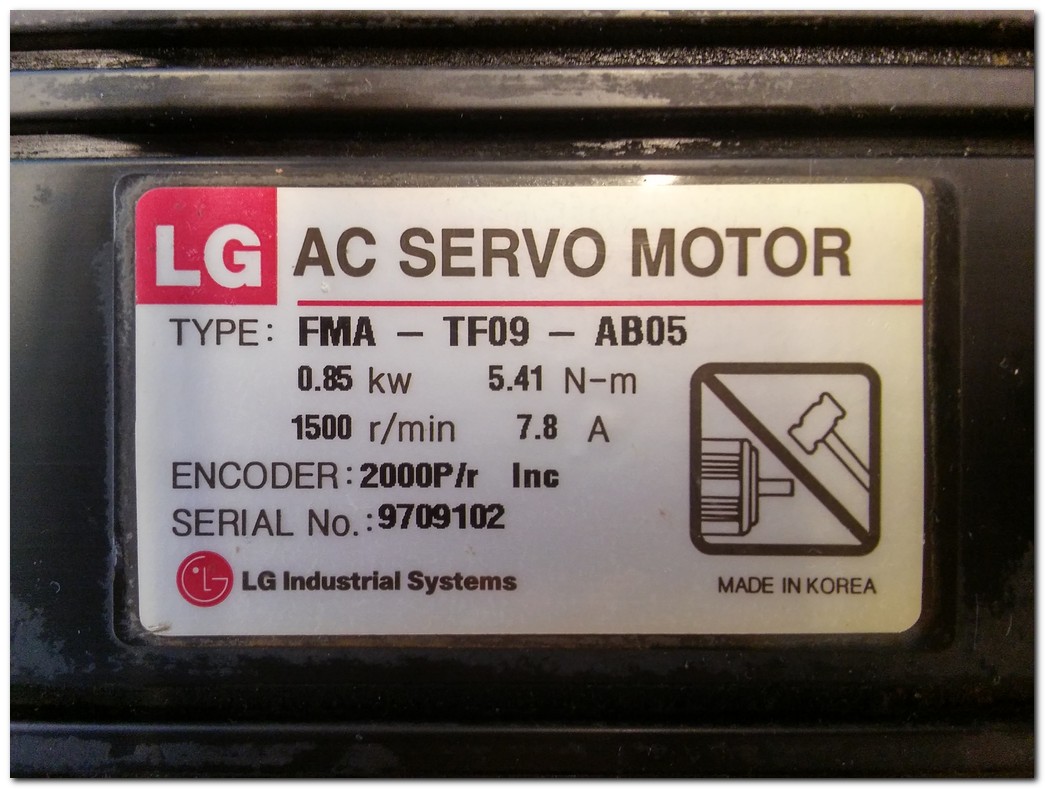 LG AC SERVO MOTOR
TYPE: FMA – TF09 – AB05
0.85 kw 5.41 N-m
1500 r/min 7.8 A
ENCODER: 2000P/r Inc
SERIAL No.: 9709102
LG Industrial Systems
MADE IN KOREA